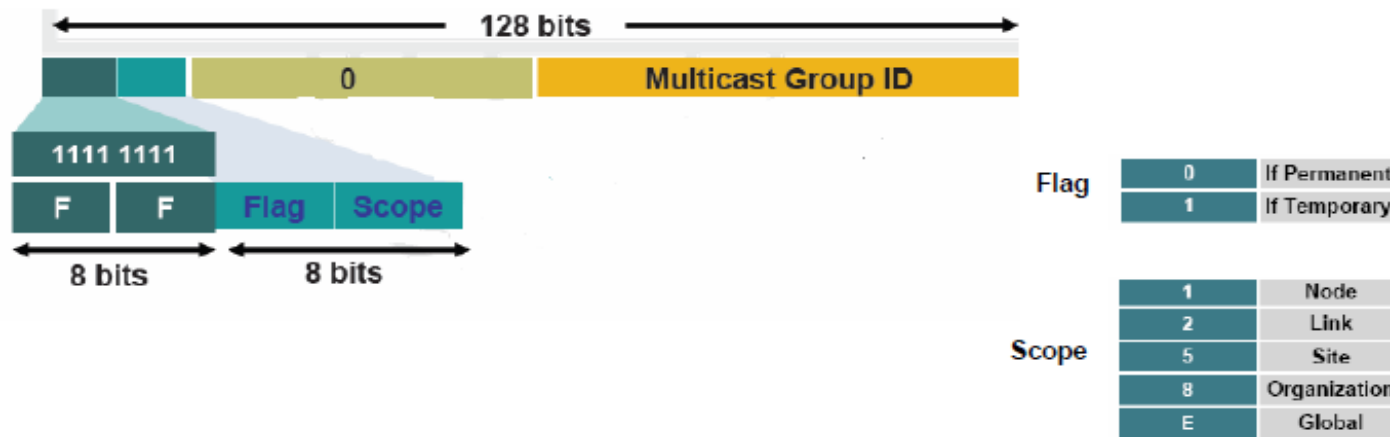 128 bits
0 Multicast Group ID
1111 1111
F F Flag Scope
8 bits 8 bits
Flag
0 If Permanent
1 If Temporary
Scope
1 Node
2 Link
5 Site
8 Organization
E Global